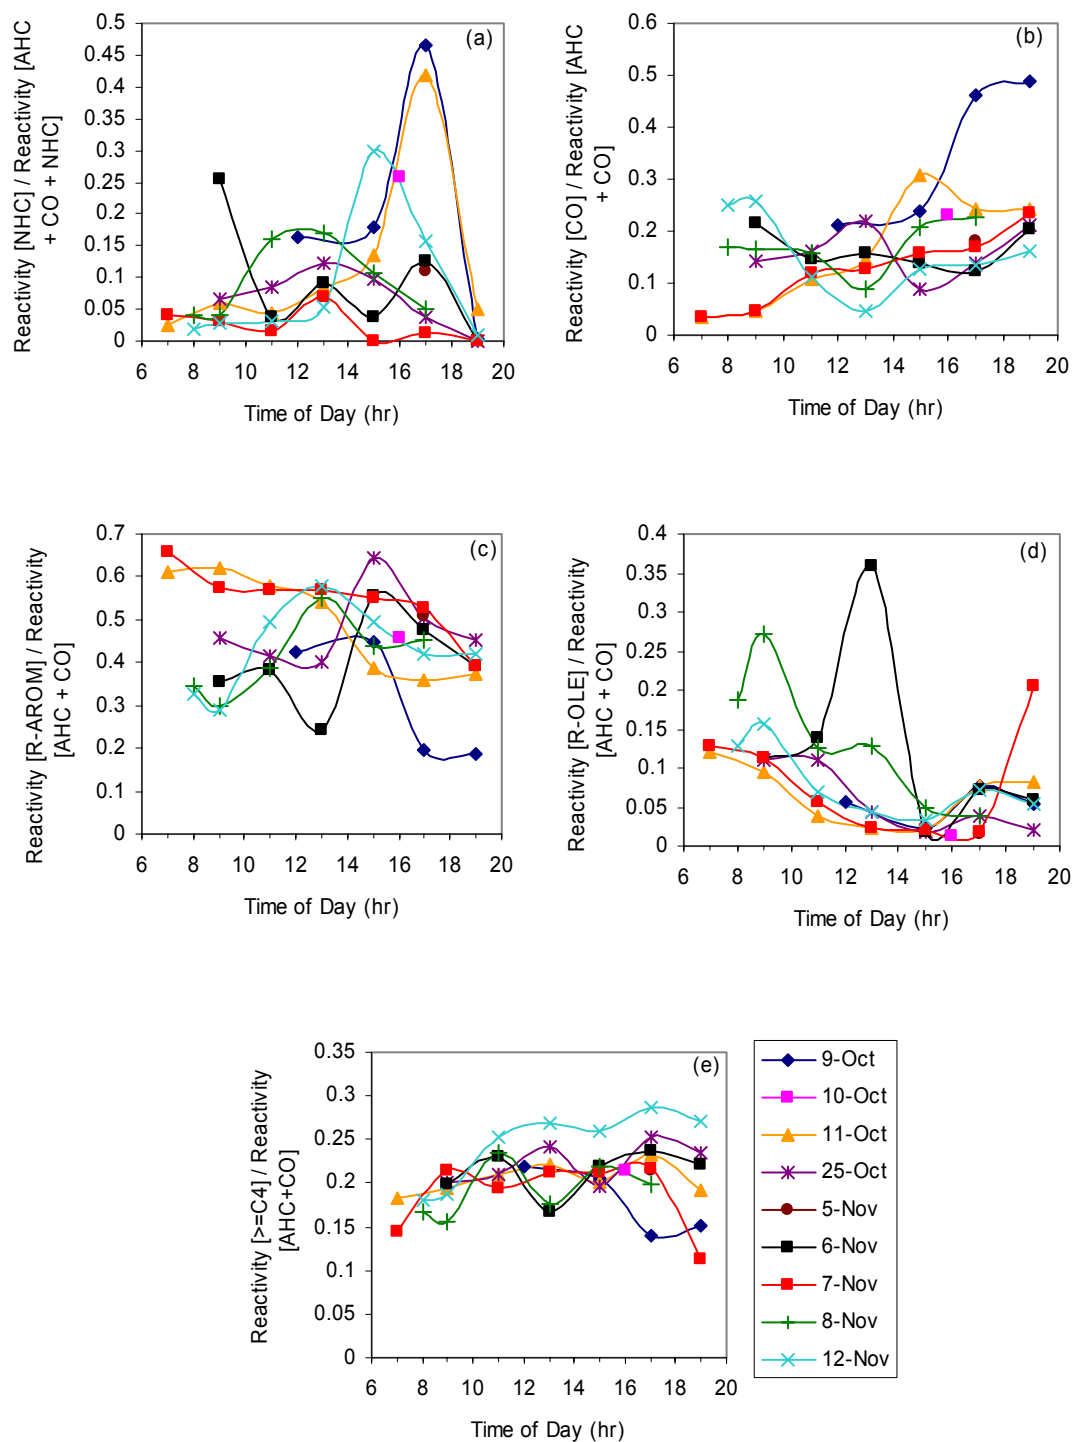 Reactivity [NHC] / Reactivity [AHC
+ CO + NHC]
0.5
0.45
0.4
0.35
0.3
0.25
0.2
0.15
0.1
0.05
0
(a)
6 8 10 12 14 16 18 20
Time of Day (hr)
Reactivity [CO] / Reactivity [AHC
+ CO]
0.6
0.5
0.4
0.3
0.2
0.1
0
(b)
6 8 10 12 14 16 18 20
Time of Day (hr)
Reactivity [R-AROM] / Reactivity
[AHC + CO]
0.7
0.6
0.5
0.4
0.3
0.2
0.1
0
(c)
6 8 10 12 14 16 18 20
Time of Day (hr)
Reactivity [R-OLE] / Reactivity
[AHC + CO]
0.4
0.35
0.3
0.25
0.2
0.15
0.1
0.05
0
(d)
6 8 10 12 14 16 18 20
Time of Day (hr)
Reactivity [>=C4] / Reactivity
[AHC+CO]
0.35
0.3
0.25
0.2
0.15
0.1
0.05
0
(e)
6 8 10 12 14 16 18 20
Time of Day (hr)
9-Oct
10-Oct
11-Oct
25-Oct
5-Nov
6-Nov
7-Nov
8-Nov
12-Nov